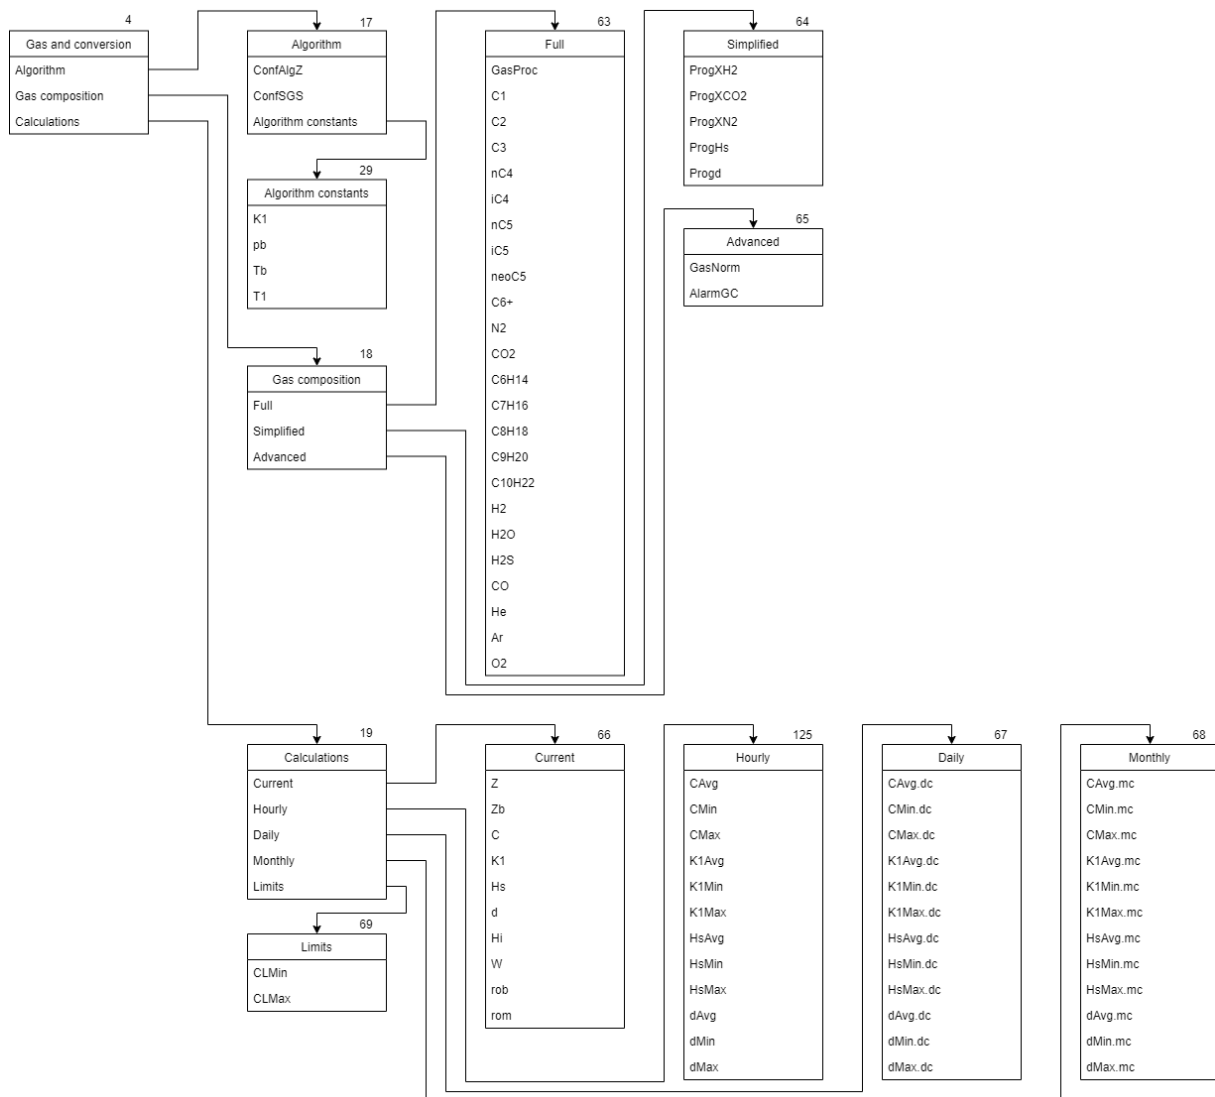 4
Gas and conversion
Algorithm
Gas composition
Calculations
17
Algorithm
ConfAlgZ
ConfSGS
Algorithm constants
29
Algorithm constants
K1
pb
Tb
T1
18
Gas composition
Full
Simplified
Advanced
63
Full
GasProc
C1
C2
C3
nC4
iC4
nC5
iC5
neoC5
C6+
N2
CO2
C6H14
C7H16
C8H18
C9H20
C10H22
H2
H2O
H2S
CO
He
Ar
O2
64
Simplified
ProgXH2
ProgXCO2
ProgXN2
ProgHs
Progd
65
Advanced
GasNorm
AlarmGC
19
Calculations
Current
Hourly
Daily
Monthly
Limits
69
Limits
CLMin
CLMax
66
Current
Z
Zb
C
K1
Hs
d
Hi
W
rob
rom
125
Hourly
CAvg
CMin
CMax
K1Avg
K1Min
K1Max
HsAvg
HsMin
HsMax
dAvg
dMin
dMax
67
Daily
CAvg.dc
CMin.dc
CMax.dc
K1Avg.dc
K1Min.dc
K1Max.dc
HsAvg.dc
HsMin.dc
HsMax.dc
dAvg.dc
dMin.dc
dMax.dc
68
Monthly
CAvg.mc
CMin.mc
CMax.mc
K1Avg.mc
K1Min.mc
K1Max.mc
HsAvg.mc
HsMin.mc
HsMax.mc
dAvg.mc
dMin.mc
dMax.mc